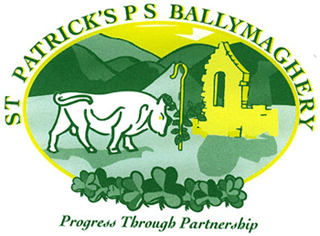 ST PATRICK'S P S BALLYMAGHERY
Progress Through Partnership